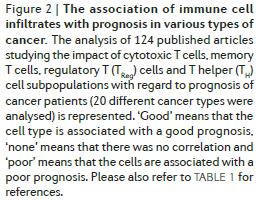 Figure 2 | The association of immune cell
infiltrates with prognosis in various types of
cancer. The analysis of 124 published articles
studying the impact of cytotoxic T cells, memory
T cells, regulatory T (TReg) cells and T helper (TH)
cell subpopulations with regard to prognosis of
cancer patients (20 different cancer types were
analysed) is represented. ‘Good’ means that the
cell type is associated with a good prognosis,
‘none’ means that there was no correlation and
‘poor’ means that the cells are associated with a
poor prognosis. Please also refer to TABLE 1 for
references.